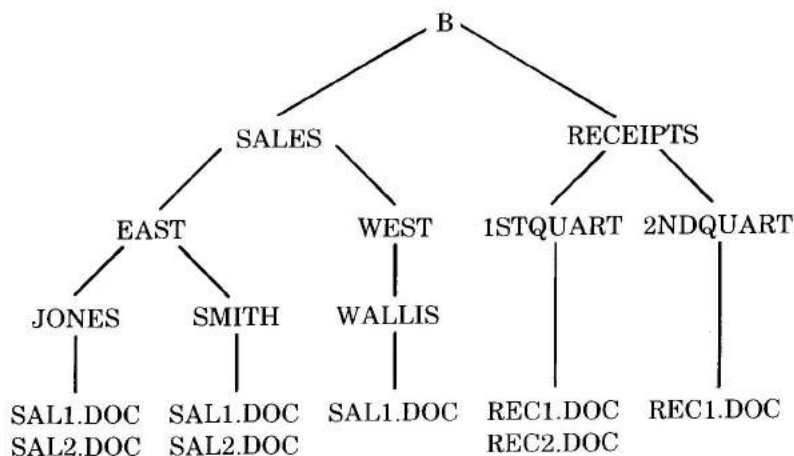 B
SALES RECEIPTS
EAST WEST 1STQUART 2NDQUART
JONES SMITH WALLIS
SAL1.DOC SAL1.DOC SAL1.DOC REC1.DOC REC1.DOC
SAL2.DOC SAL2.DOC REC2.DOC